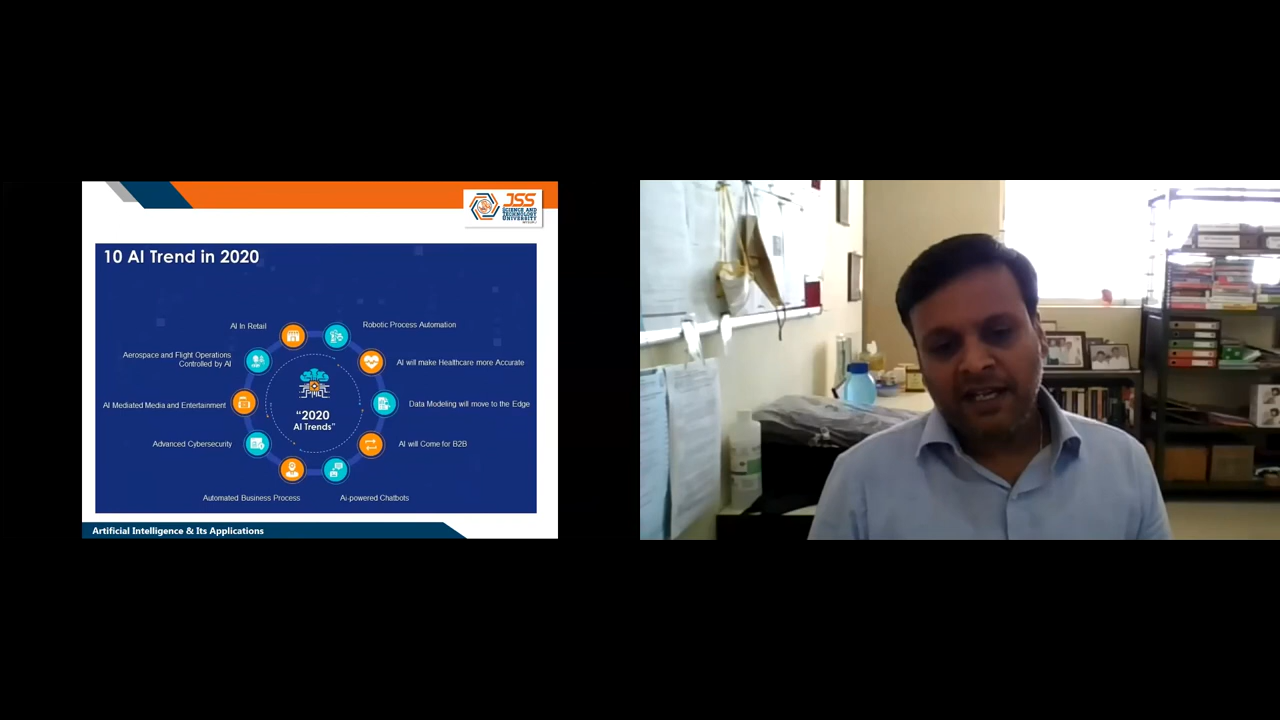 JSS
SCIENCE AND
TECHNOLOGY
UNIVERSITY
10 AI Trend in 2020
AI In Retail
Robotic Process Automation
Aerospace and Flight Operations
Controlled by AI
AI will make Healthcare more Accurate
AI Mediated Media and Entertainment
Data Modeling will move to the Edge
"2020
AI Trends"
Advanced Cybersecurity
AI will Come for B2B
Automated Business Process
Ai-powered Chatbots
Artificial Intelligence & Its Applications